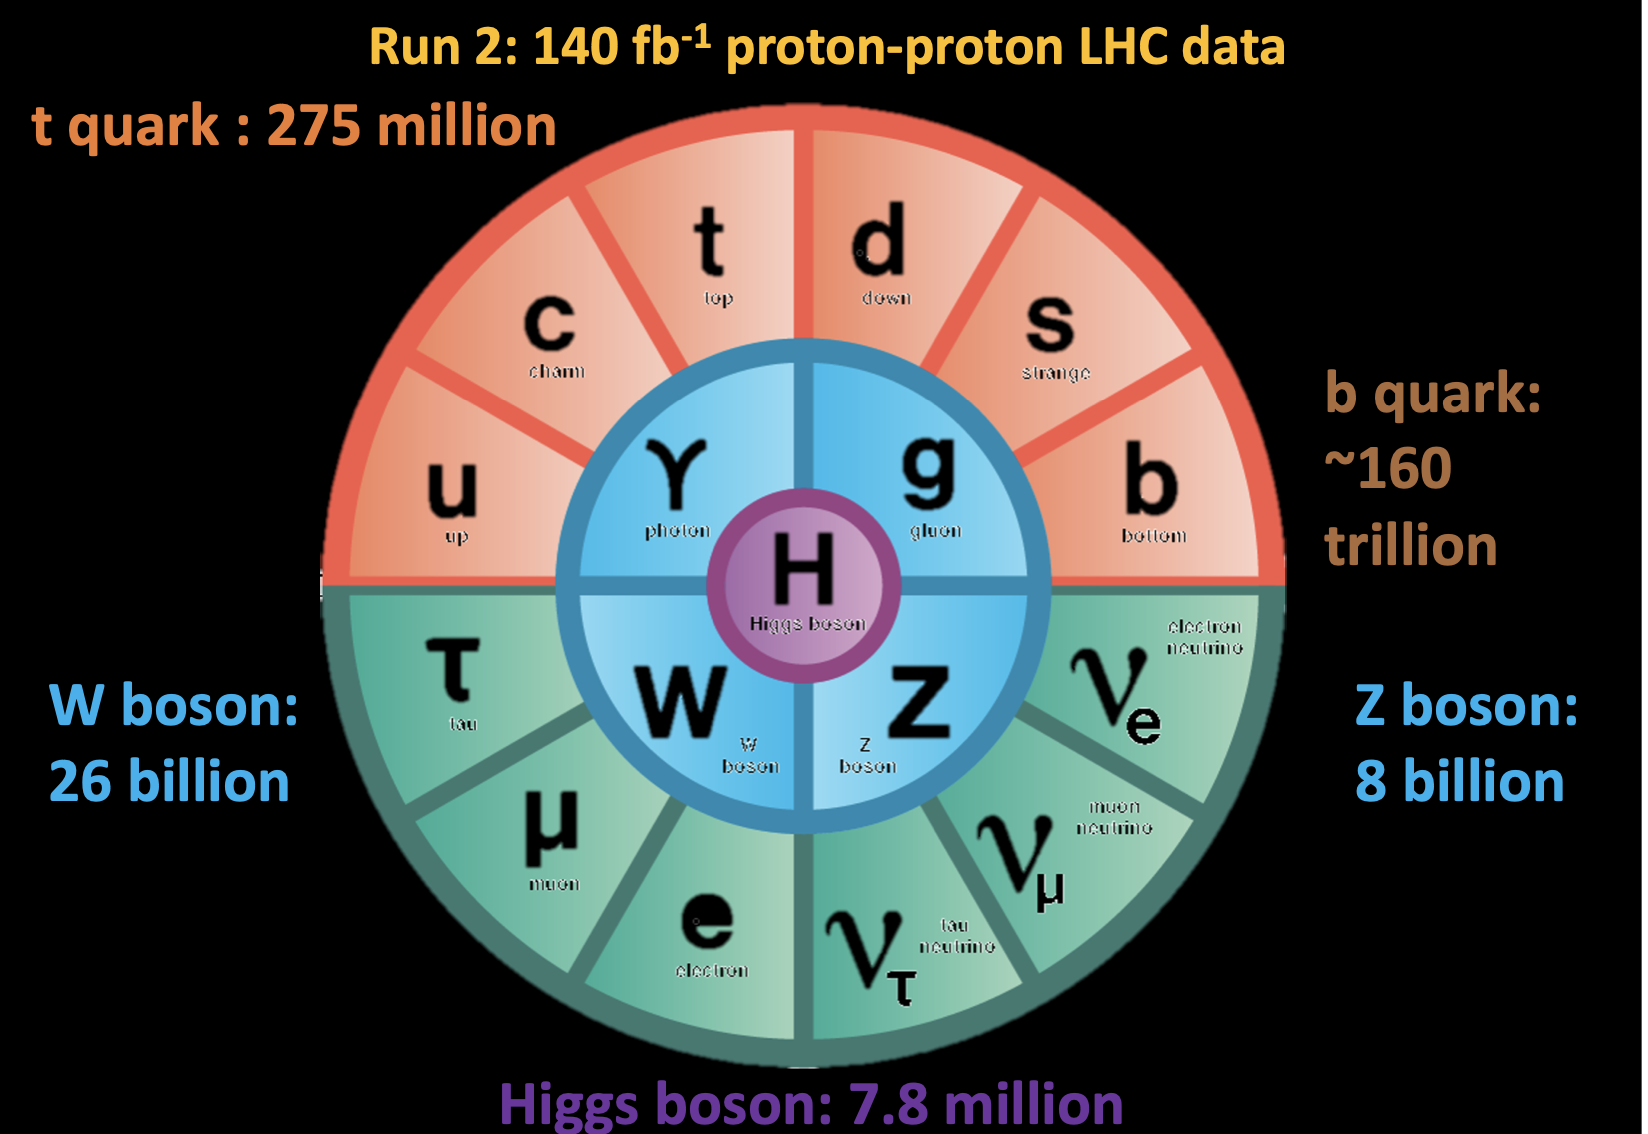 Run 2: 140 fb⁻¹ proton-proton LHC data
t quark : 275 million
t
top
d
down
c
charm
s
strange
u
up
γ
photon
g
gluon
b
bottom
b quark:
~160
trillion
H
Higgs boson
τ
tau
W
W
boson
Z
Z
boson
νe
electron
neutrino
W boson:
26 billion
Z boson:
8 billion
μ
muon
νμ
muon
neutrino
e
electron
ντ
tau
neutrino
Higgs boson: 7.8 million